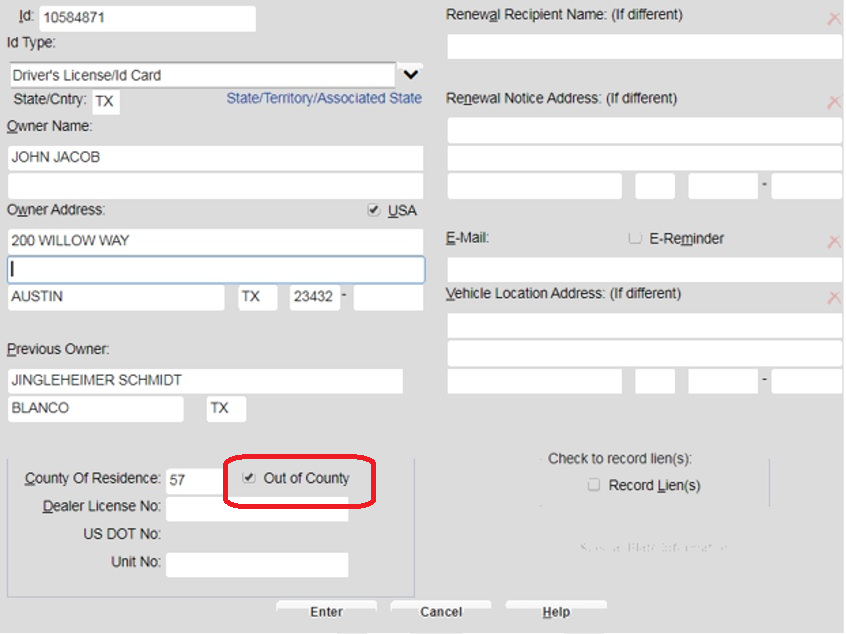 Id: 10584871
Id Type:
Driver's License/Id Card
State/Cntry: TX State/Territory/Associated State
Owner Name:
JOHN JACOB
Owner Address: USA
200 WILLOW WAY
AUSTIN TX 23432 -
Previous Owner:
JINGLEHEIMER SCHMIDT
BLANCO TX
County Of Residence: 57 Out of County
Dealer License No:
US DOT No:
Unit No:
Renewal Recipient Name: (If different)
Renewal Notice Address: (If different)
-
E-Mail: E-Reminder
Vehicle Location Address: (If different)
-
Check to record lien(s):
Record Lien(s)
Enter Cancel Help